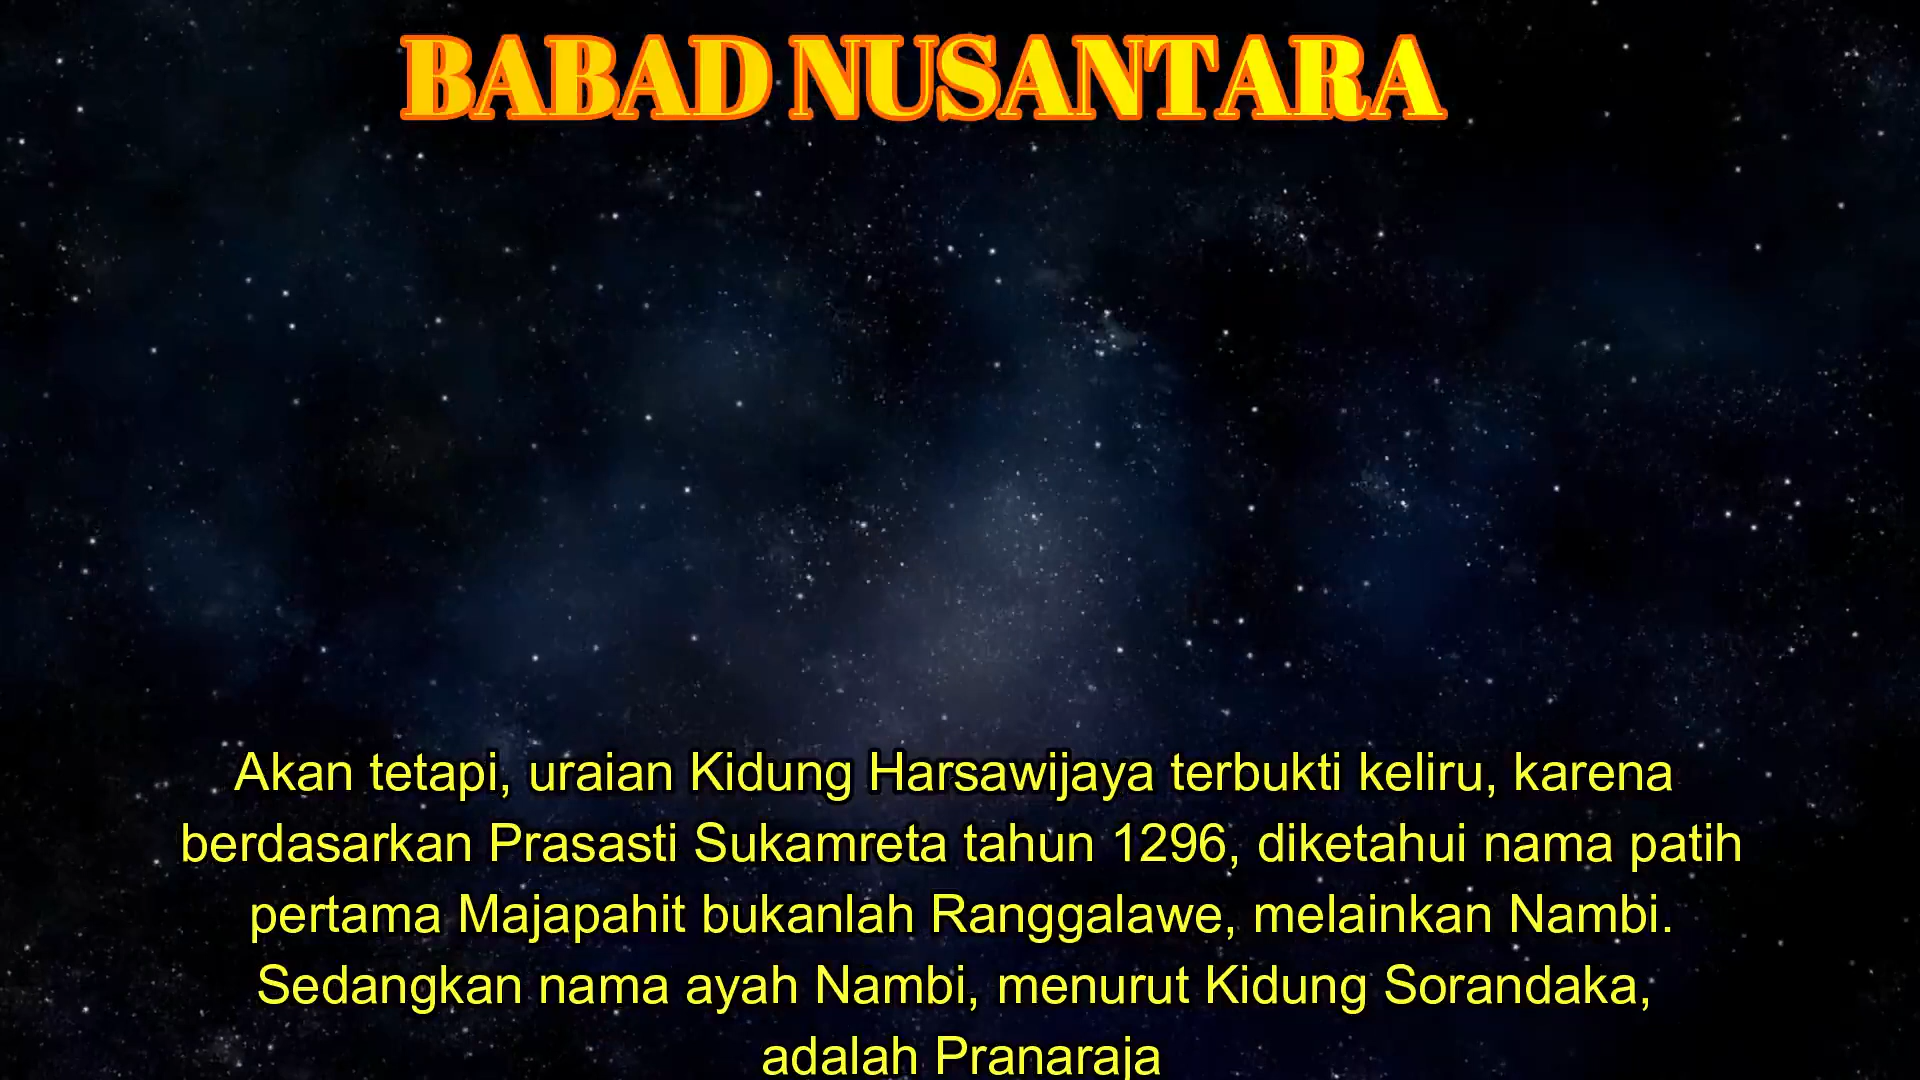 BABAD NUSANTARA
Akan tetapi, uraian Kidung Harsawijaya terbukti keliru, karena
berdasarkan Prasasti Sukamreta tahun 1296, diketahui nama patih
pertama Majapahit bukanlah Ranggalawe, melainkan Nambi.
Sedangkan nama ayah Nambi, menurut Kidung Sorandaka,
adalah Pranaraja